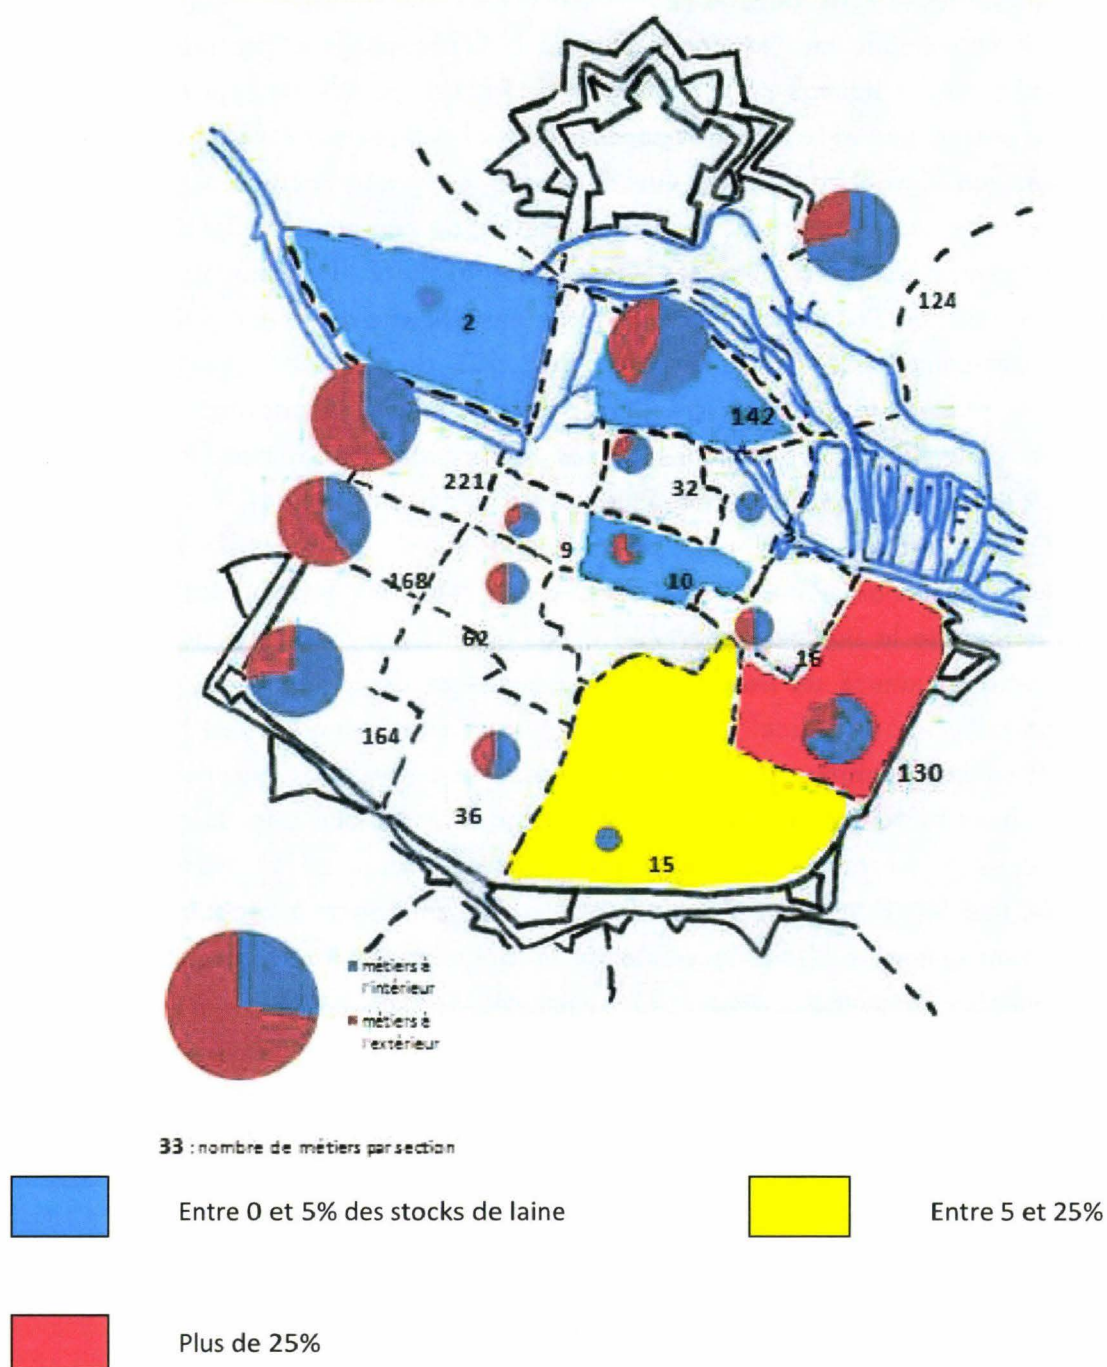 124
2
142
221
32
9
3
168
10
62
16
164
130
36
15
métiers à
l'intérieur
métiers à
l'extérieur
33 : nombre de métiers par section
Entre 0 et 5% des stocks de laine
Entre 5 et 25%
Plus de 25%